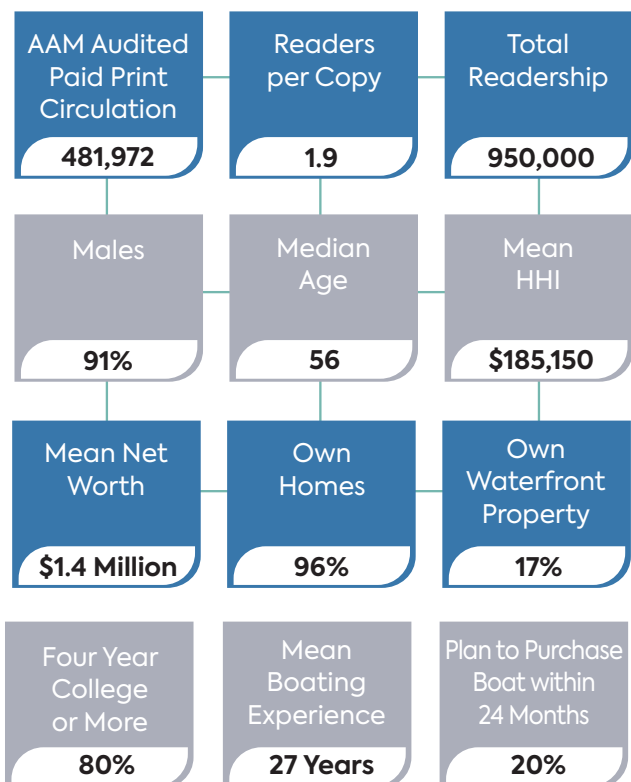 AAM Audited
Paid Print
Circulation
481,972
Readers
per Copy
1.9
Total
Readership
950,000
Males
91%
Median
Age
56
Mean
HHI
$185,150
Mean Net
Worth
$1.4 Million
Own
Homes
96%
Own
Waterfront
Property
17%
Four Year
College
or More
80%
Mean
Boating
Experience
27 Years
Plan to Purchase
Boat within
24 Months
20%